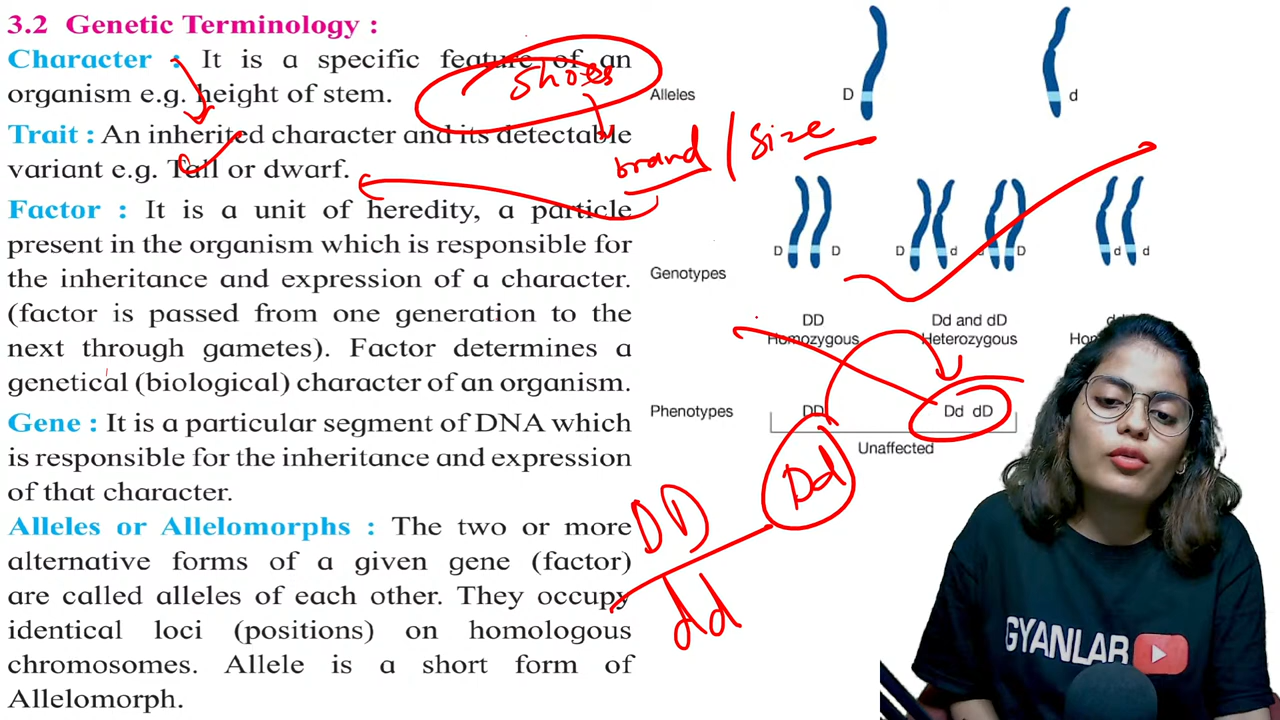 3.2 Genetic Terminology :
Character : It is a specific feature of an
organism e.g. height of stem.
Trait : An inherited character and its detectable
variant e.g. Tall or dwarf.
Factor : It is a unit of heredity, a particle
present in the organism which is responsible for
the inheritance and expression of a character.
(factor is passed from one generation to the
next through gametes). Factor determines a
genetical (biological) character of an organism.
Gene : It is a particular segment of DNA which
is responsible for the inheritance and expression
of that character.
Alleles or Allelomorphs : The two or more
alternative forms of a given gene (factor)
are called alleles of each other. They occupy
identical loci (positions) on homologous
chromosomes. Allele is a short form of
Allelomorph.
Shoes
brand / Size
Alleles
D d
D D D d d D d d
Genotypes
DD Dd and dD
Homozygous Heterozygous
Phenotypes
DD Dd dD
Unaffected
Dd
DD
dd
GYANLAB